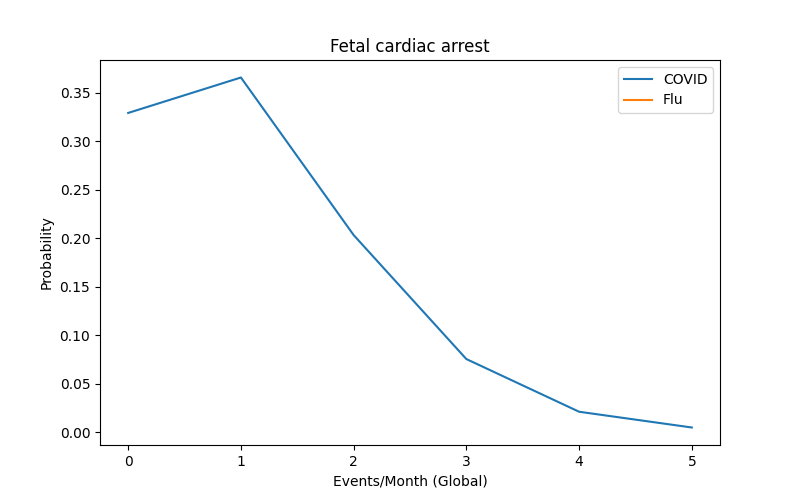 Fetal cardiac arrest
COVID
Flu
0.35
0.30
0.25
0.20
0.15
0.10
0.05
0.00
Probability
0 1 2 3 4 5
Events/Month (Global)